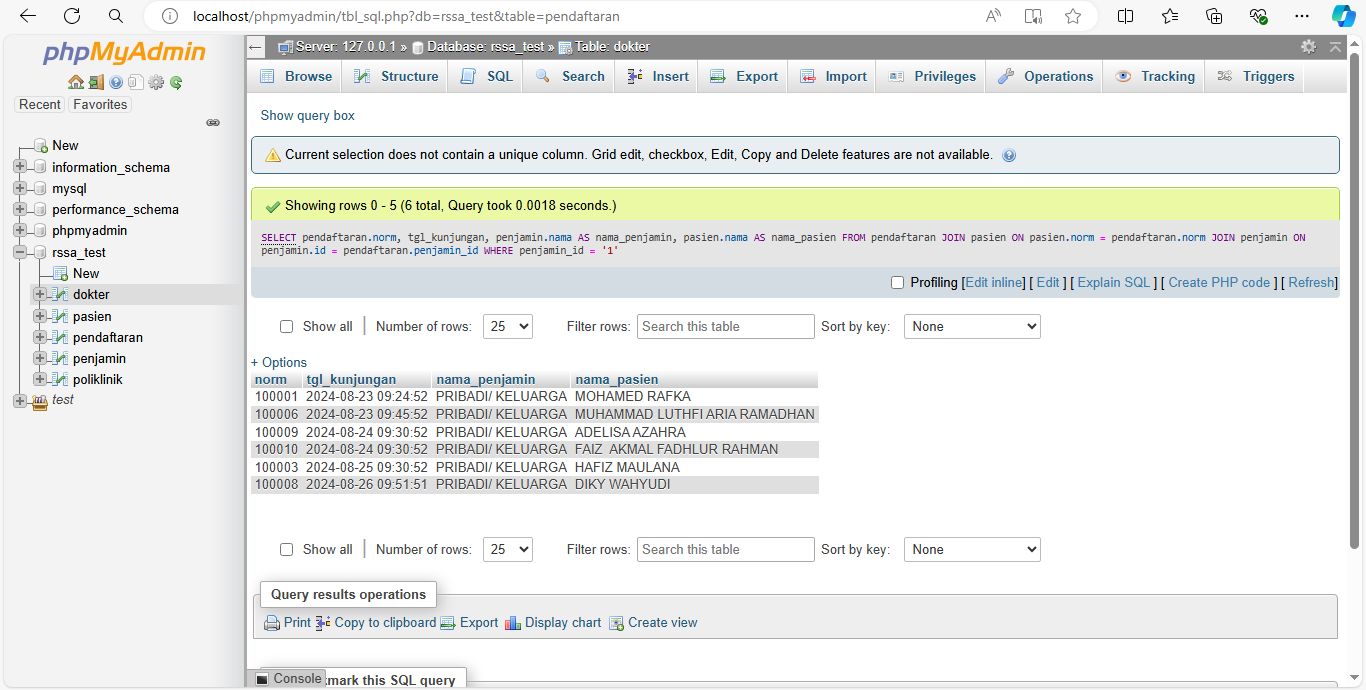 localhost/phpmyadmin/tbl_sql.php?db=rssa_test&table=pendaftaran
phpMyAdmin
Recent Favorites
New
information_schema
mysql
performance_schema
phpmyadmin
rssa_test
New
dokter
pasien
pendaftaran
penjamin
poliklinik
test
Server: 127.0.0.1 » Database: rssa_test » Table: dokter
Browse Structure SQL Search Insert Export Import Privileges Operations Tracking Triggers
Show query box
Current selection does not contain a unique column. Grid edit, checkbox, Edit, Copy and Delete features are not available.
Showing rows 0 - 5 (6 total, Query took 0.0018 seconds.)
SELECT pendaftaran.norm, tgl_kunjungan, penjamin.nama AS nama_penjamin, pasien.nama AS nama_pasien FROM pendaftaran JOIN pasien ON pasien.norm = pendaftaran.norm JOIN penjamin ON
penjamin.id = pendaftaran.penjamin_id WHERE penjamin_id = '1'
Profiling [Edit inline] [ Edit ] [ Explain SQL ] [ Create PHP code ] [ Refresh]
Show all Number of rows: 25 Filter rows: Search this table Sort by key: None
+ Options
norm tgl_kunjungan nama_penjamin nama_pasien
100001 2024-08-23 09:24:52 PRIBADI/ KELUARGA MOHAMED RAFKA
100006 2024-08-23 09:45:52 PRIBADI/ KELUARGA MUHAMMAD LUTHFI ARIA RAMADHAN
100009 2024-08-24 09:30:52 PRIBADI/ KELUARGA ADELISA AZAHRA
100010 2024-08-24 09:30:52 PRIBADI/ KELUARGA FAIZ AKMAL FADHLUR RAHMAN
100003 2024-08-25 09:30:52 PRIBADI/ KELUARGA HAFIZ MAULANA
100008 2024-08-26 09:51:51 PRIBADI/ KELUARGA DIKY WAHYUDI
Show all Number of rows: 25 Filter rows: Search this table Sort by key: None
Query results operations
Print Copy to clipboard Export Display chart Create view
Console
kmark this SQL query